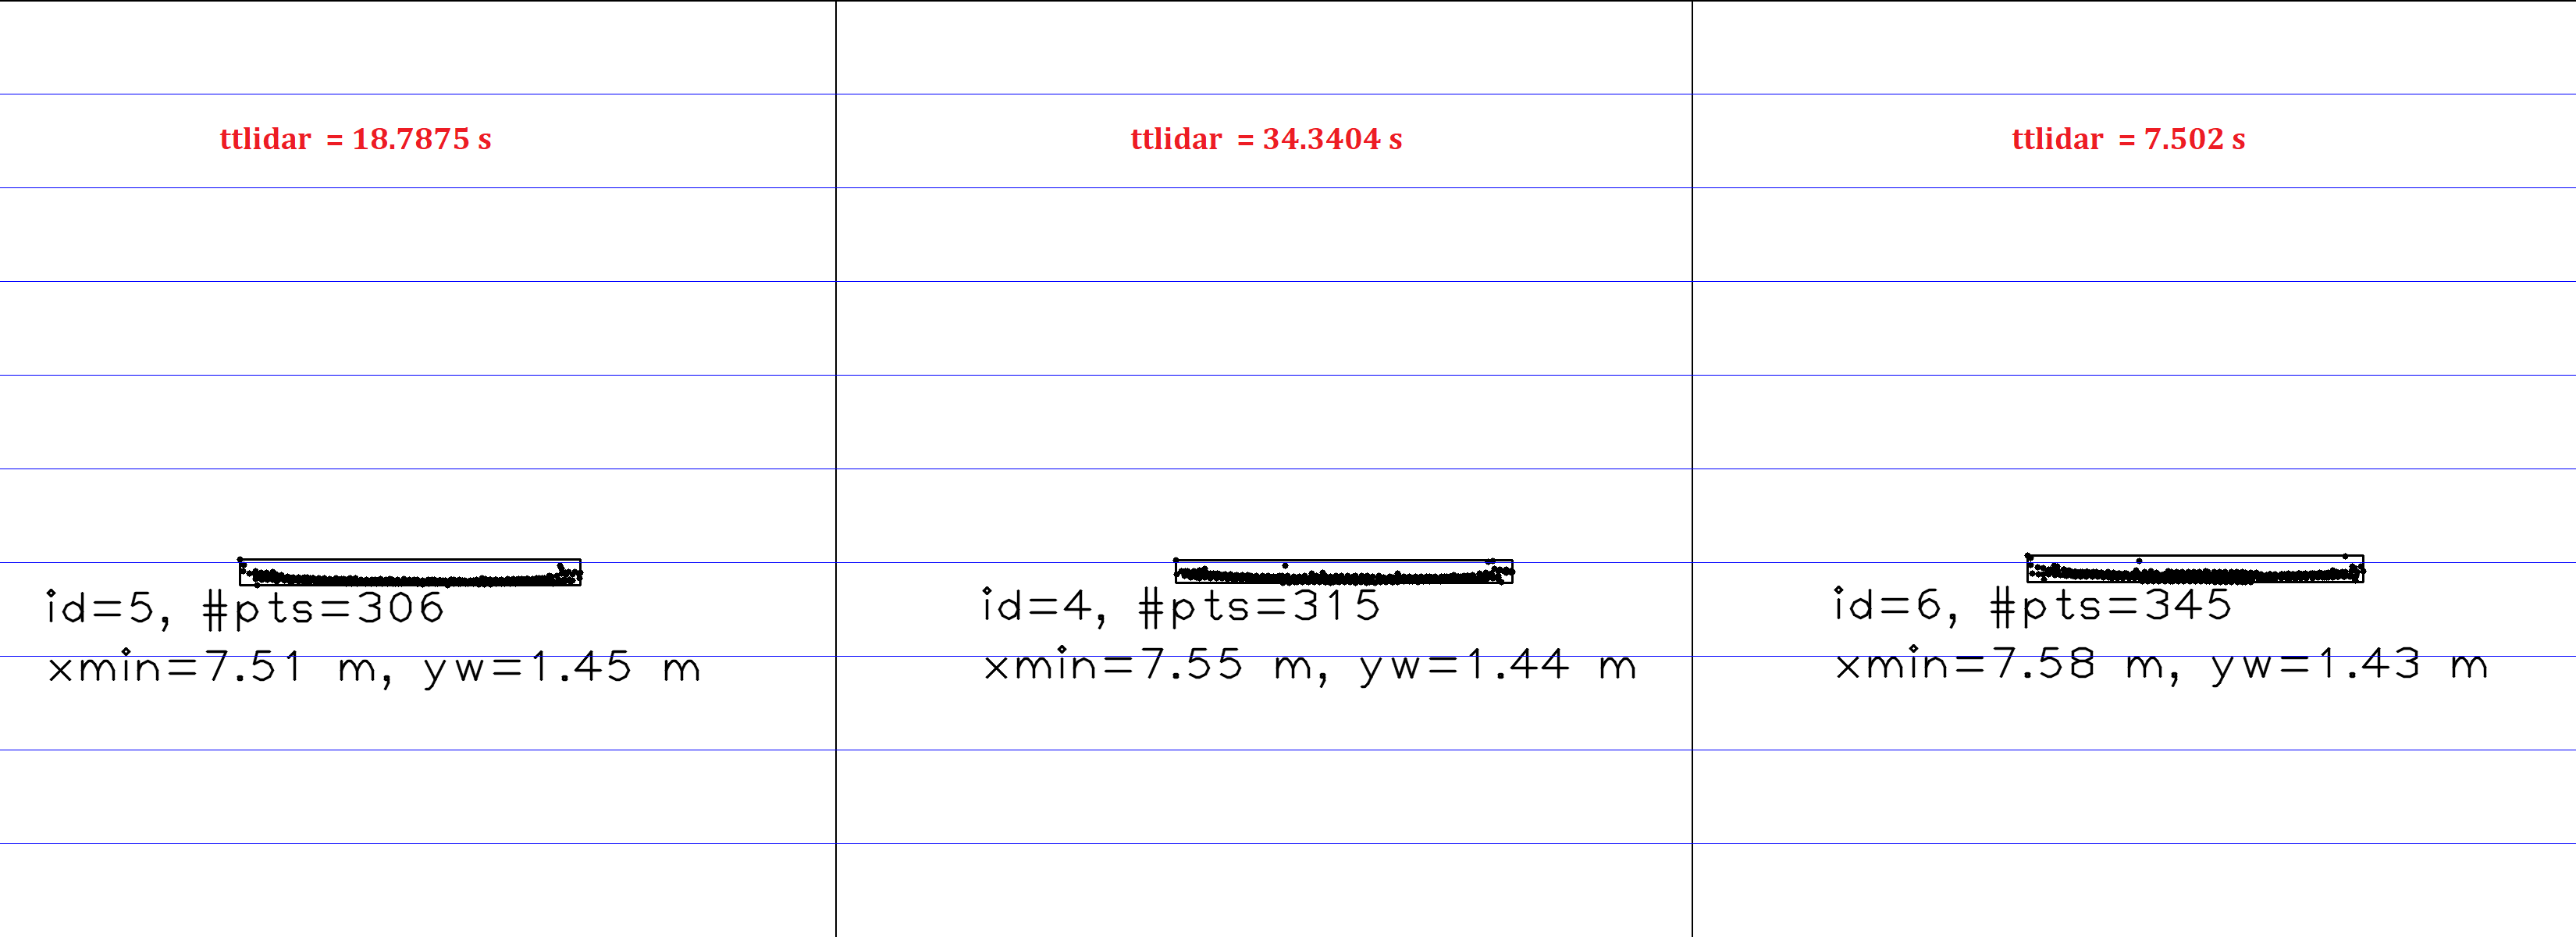 ttlidar = 18.7875 s
id=5, #pts=306
xmin=7.51 m, yw=1.45 m
ttlidar = 34.3404 s
id=4, #pts=315
xmin=7.55 m, yw=1.44 m
ttlidar = 7.502 s
id=6, #pts=345
xmin=7.58 m, yw=1.43 m